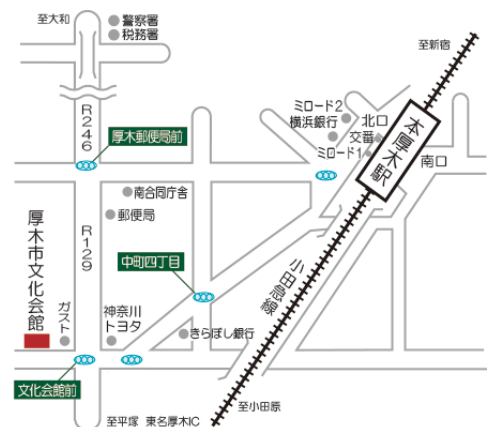 至大和
警察署
税務署
至新宿
R246
ミロード2
横浜銀行
北口
交番
ミロード1
本厚木駅
南口
厚木郵便局前
南合同庁舎
郵便局
R129
厚木市文化会館
中町四丁目
小田急線
ガスト
神奈川
トヨタ
きらぼし銀行
文化会館前
至小田原
至平塚 東名厚木IC